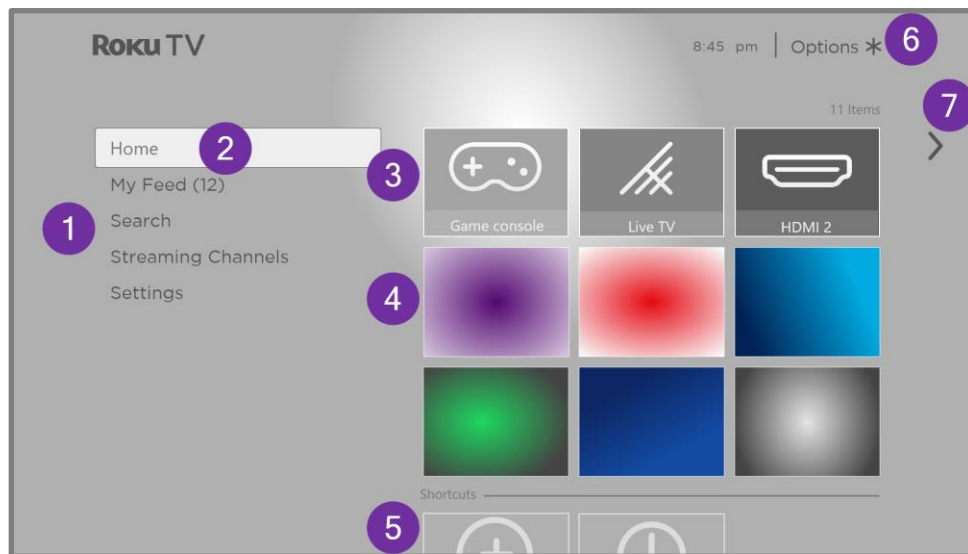 Roku TV
8:45 pm | Options *
6
7
11 Items
Home
2
My Feed (12)
1
Search
Streaming Channels
Settings
3
Game console
Live TV
HDMI 2
4
Shortcuts
5